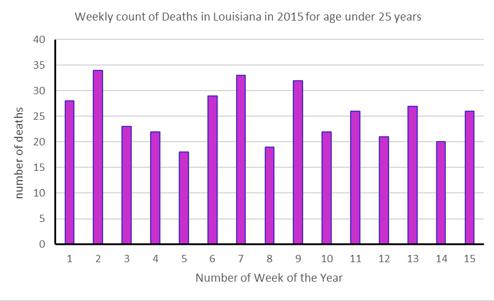 Weekly count of Deaths in Louisiana in 2015 for age under 25 years
40
35
30
25
20
15
10
5
0
number of deaths
1 2 3 4 5 6 7 8 9 10 11 12 13 14 15
Number of Week of the Year